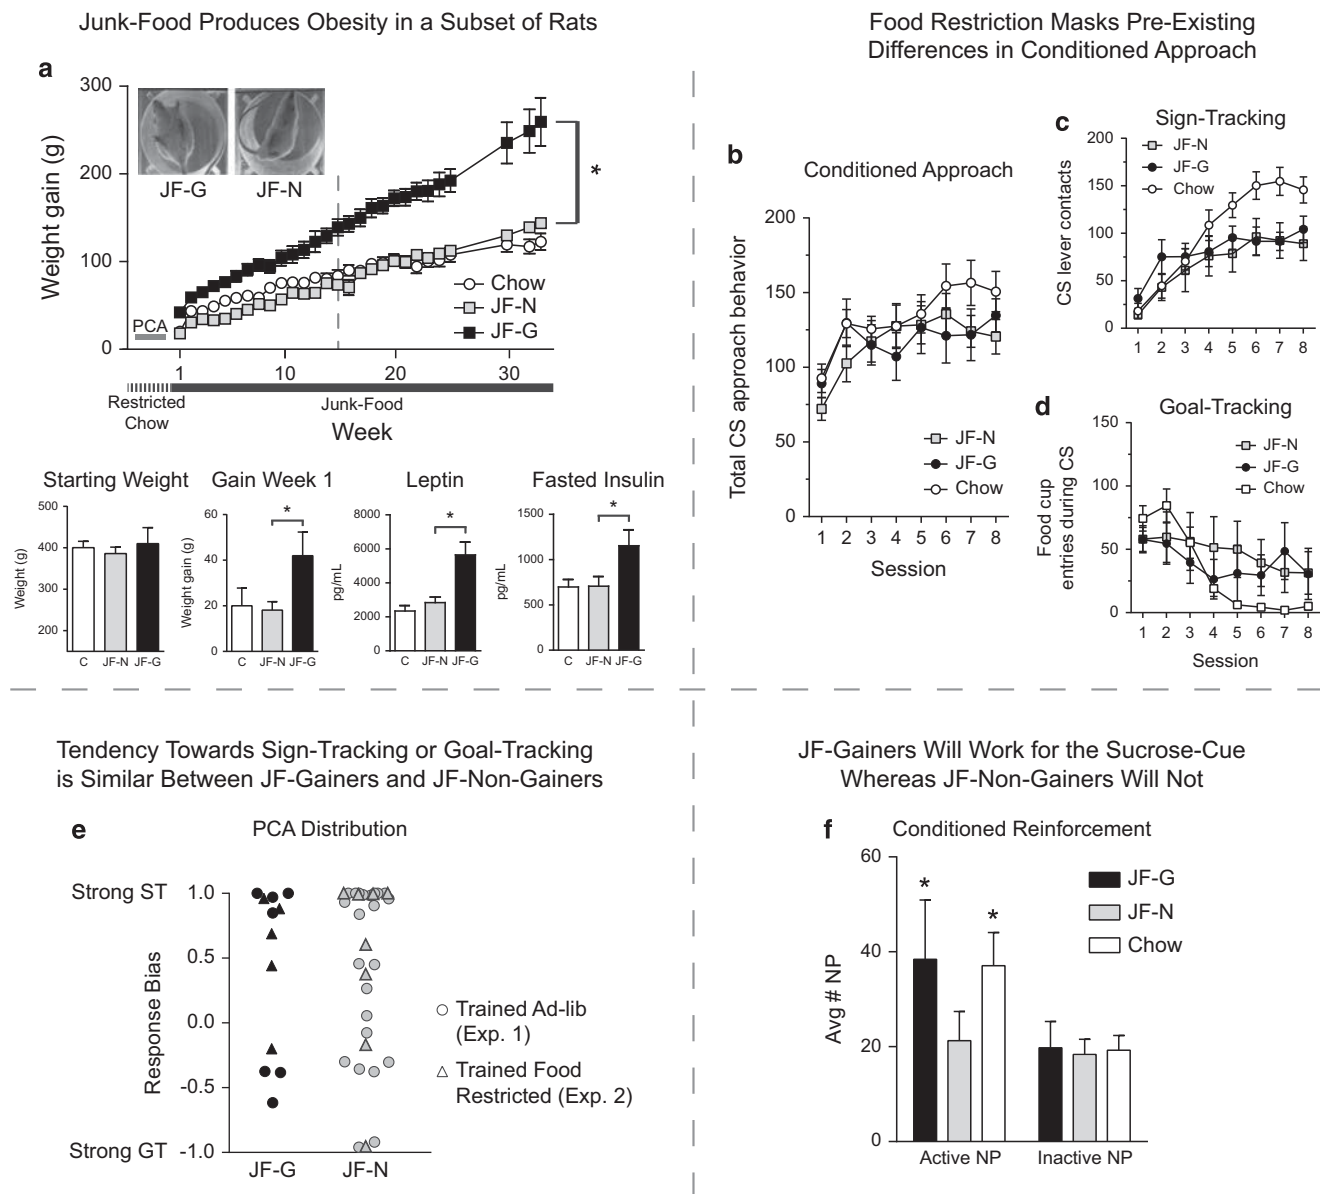 Junk-Food Produces Obesity in a Subset of Rats
a
Weight gain (g)
300
200
100
0
JF-G
JF-N
*
Chow
JF-N
JF-G
PCA
1
10
20
30
Restricted
Chow
Junk-Food
Week
Starting Weight
Weight (g)
500
400
300
200
C
JF-N
JF-G
Gain Week 1
Weight gain (g)
60
40
20
0
*
C
JF-N
JF-G
Leptin
pg/mL
8000
6000
4000
2000
0
*
C
JF-N
JF-G
Fasted Insulin
pg/mL
1500
1000
500
0
*
C
JF-N
JF-G
Food Restriction Masks Pre-Existing
Differences in Conditioned Approach
b
Conditioned Approach
Total CS approach behavior
200
150
100
50
0
JF-N
JF-G
Chow
1 2 3 4 5 6 7 8
Session
c
Sign-Tracking
CS lever contacts
200
150
100
50
0
JF-N
JF-G
Chow
1 2 3 4 5 6 7 8
d
Goal-Tracking
Food cup
entries during CS
150
100
50
0
JF-N
JF-G
Chow
1 2 3 4 5 6 7 8
Session
Tendency Towards Sign-Tracking or Goal-Tracking
is Similar Between JF-Gainers and JF-Non-Gainers
e
PCA Distribution
Strong ST
Response Bias
1.0
0.5
0.0
-0.5
Strong GT
-1.0
JF-G
JF-N
Trained Ad-lib
(Exp. 1)
Trained Food
Restricted (Exp. 2)
JF-Gainers Will Work for the Sucrose-Cue
Whereas JF-Non-Gainers Will Not
f
Conditioned Reinforcement
Avg # NP
60
40
20
0
*
*
JF-G
JF-N
Chow
Active NP
Inactive NP